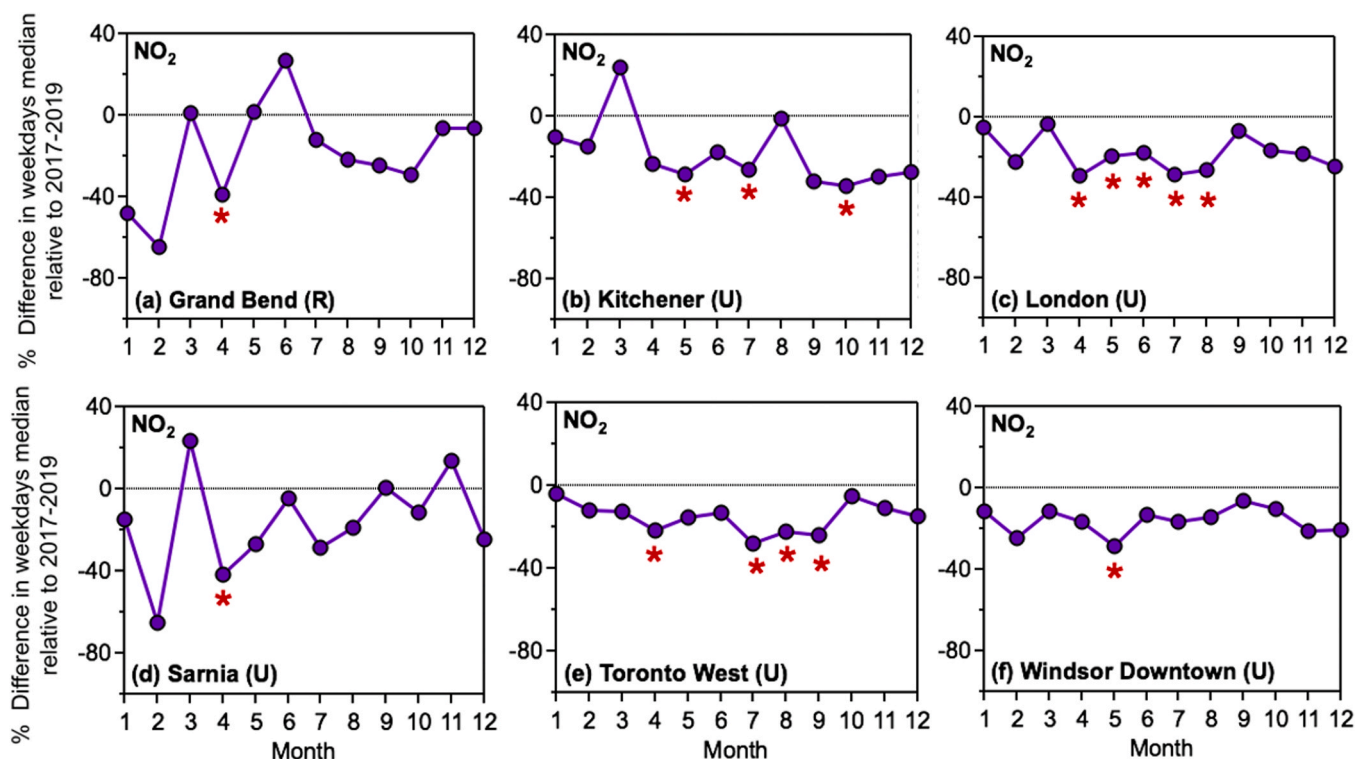 % Difference in weekdays median
relative to 2017-2019
40
0
-40
-80
NO₂
(a) Grand Bend (R)
1 2 3 4 5 6 7 8 9 10 11 12
*
40
0
-40
-80
NO₂
(b) Kitchener (U)
1 2 3 4 5 6 7 8 9 10 11 12
* * *
40
0
-40
-80
NO₂
(c) London (U)
1 2 3 4 5 6 7 8 9 10 11 12
* * * * *
% Difference in weekdays median
relative to 2017-2019
40
0
-40
-80
NO₂
(d) Sarnia (U)
1 2 3 4 5 6 7 8 9 10 11 12
Month
*
40
0
-40
-80
NO₂
(e) Toronto West (U)
1 2 3 4 5 6 7 8 9 10 11 12
Month
* * * *
40
0
-40
-80
NO₂
(f) Windsor Downtown (U)
1 2 3 4 5 6 7 8 9 10 11 12
Month
*